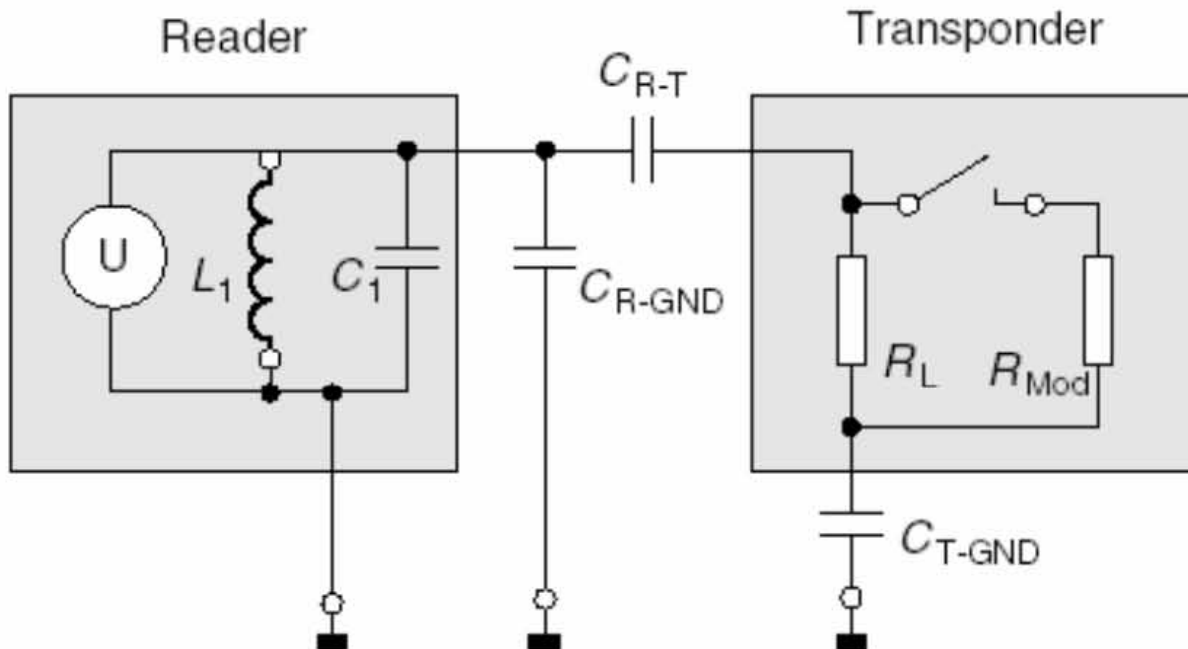 Reader
Transponder
C_R-T
U
L_1
C_1
C_R-GND
R_L
R_Mod
C_T-GND